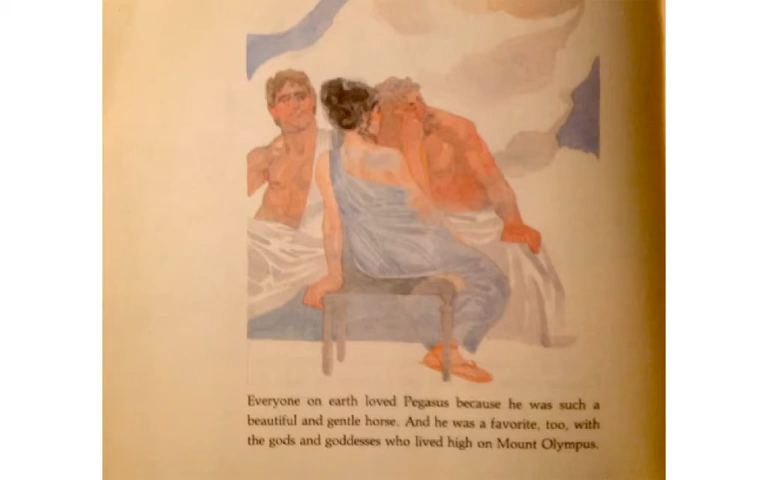 Everyone on earth loved Pegasus because he was such a
beautiful and gentle horse. And he was a favorite, too, with
the gods and goddesses who lived high on Mount Olympus.